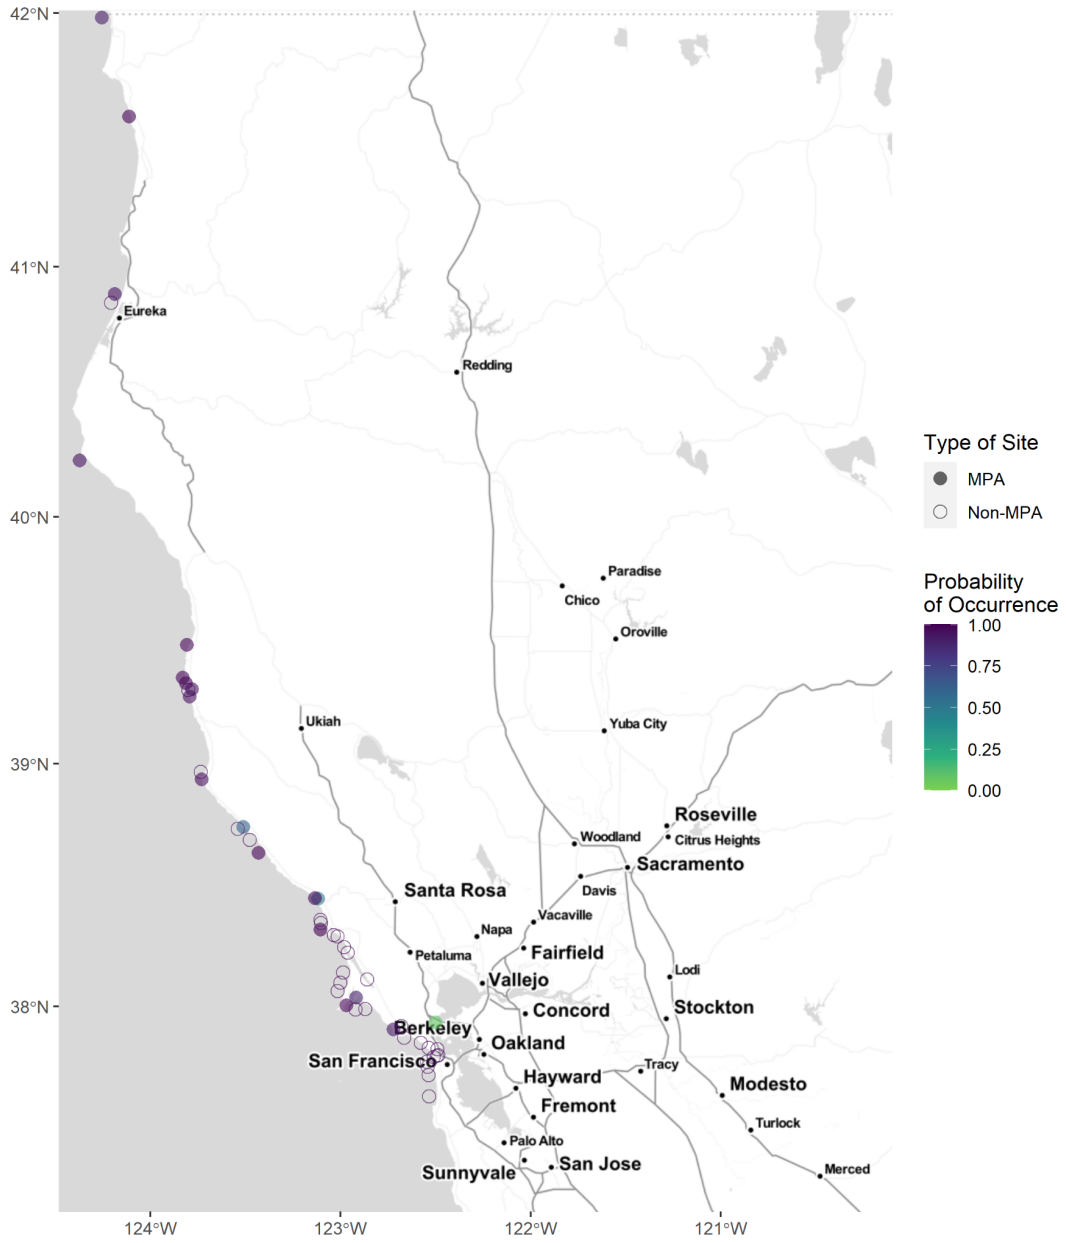 42°N
41°N
Eureka
Redding
Type of Site
MPA
40°N
Non-MPA
Paradise
Chico
Probability
of Occurrence
1.00
Oroville
0.75
0.50
Ukiah
Yuba City
0.25
39°N
0.00
Roseville
Woodland
Citrus Heights
Sacramento
Santa Rosa
Davis
Vacaville
Napa
Petaluma
Fairfield
Lodi
Vallejo
38°N
Concord
Stockton
Berkeley
Oakland
San Francisco
Tracy
Hayward
Modesto
Fremont
Turlock
Palo Alto
Sunnyvale
San Jose
Merced
124°W
123°W
122°W
121°W